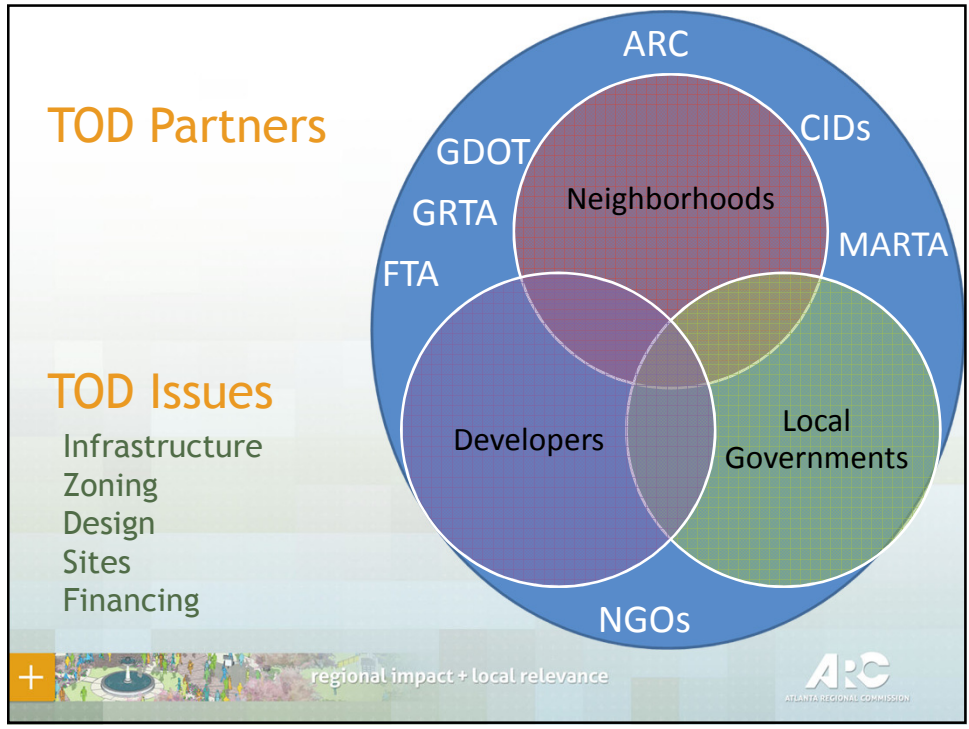 TOD Partners
ARC
GDOT
CIDs
GRTA
Neighborhoods
FTA
MARTA
TOD Issues
Infrastructure
Zoning
Design
Sites
Financing
Developers
Local
Governments
NGOs
+
regional impact + local relevance
ARC
ATLANTA REGIONAL COMMISSION